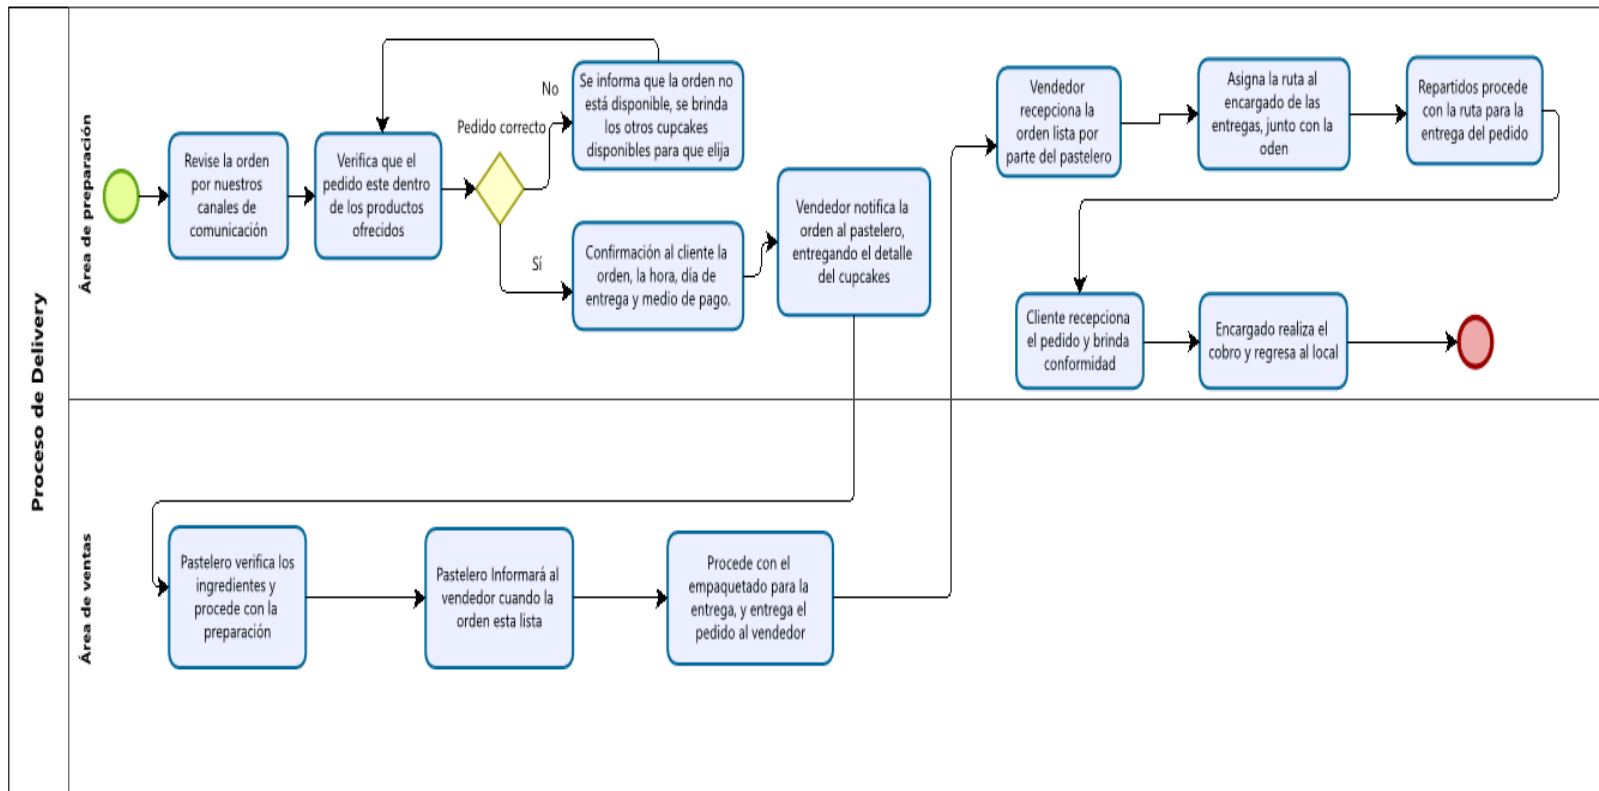 Proceso de Delivery
Área de preparación
Revise la orden
por nuestros
canales de
comunicación
Verifica que el
pedido este dentro
de los productos
ofrecidos
Pedido correcto
No
Se informa que la orden no
está disponible, se brinda
los otros cupcakes
disponibles para que elija
Sí
Confirmación al cliente la
orden, la hora, día de
entrega y medio de pago.
Vendedor notifica la
orden al pastelero,
entregando el detalle
del cupcakes
Vendedor
recepciona la
orden lista por
parte del pastelero
Asigna la ruta al
encargado de las
entregas, junto con la
oden
Repartidos procede
con la ruta para la
entrega del pedido
Cliente recepciona
el pedido y brinda
conformidad
Encargado realiza el
cobro y regresa al local
Área de ventas
Pastelero verifica los
ingredientes y
procede con la
preparación
Pastelero Informará al
vendedor cuando la
orden esta lista
Procede con el
empaquetado para la
entrega, y entrega el
pedido al vendedor